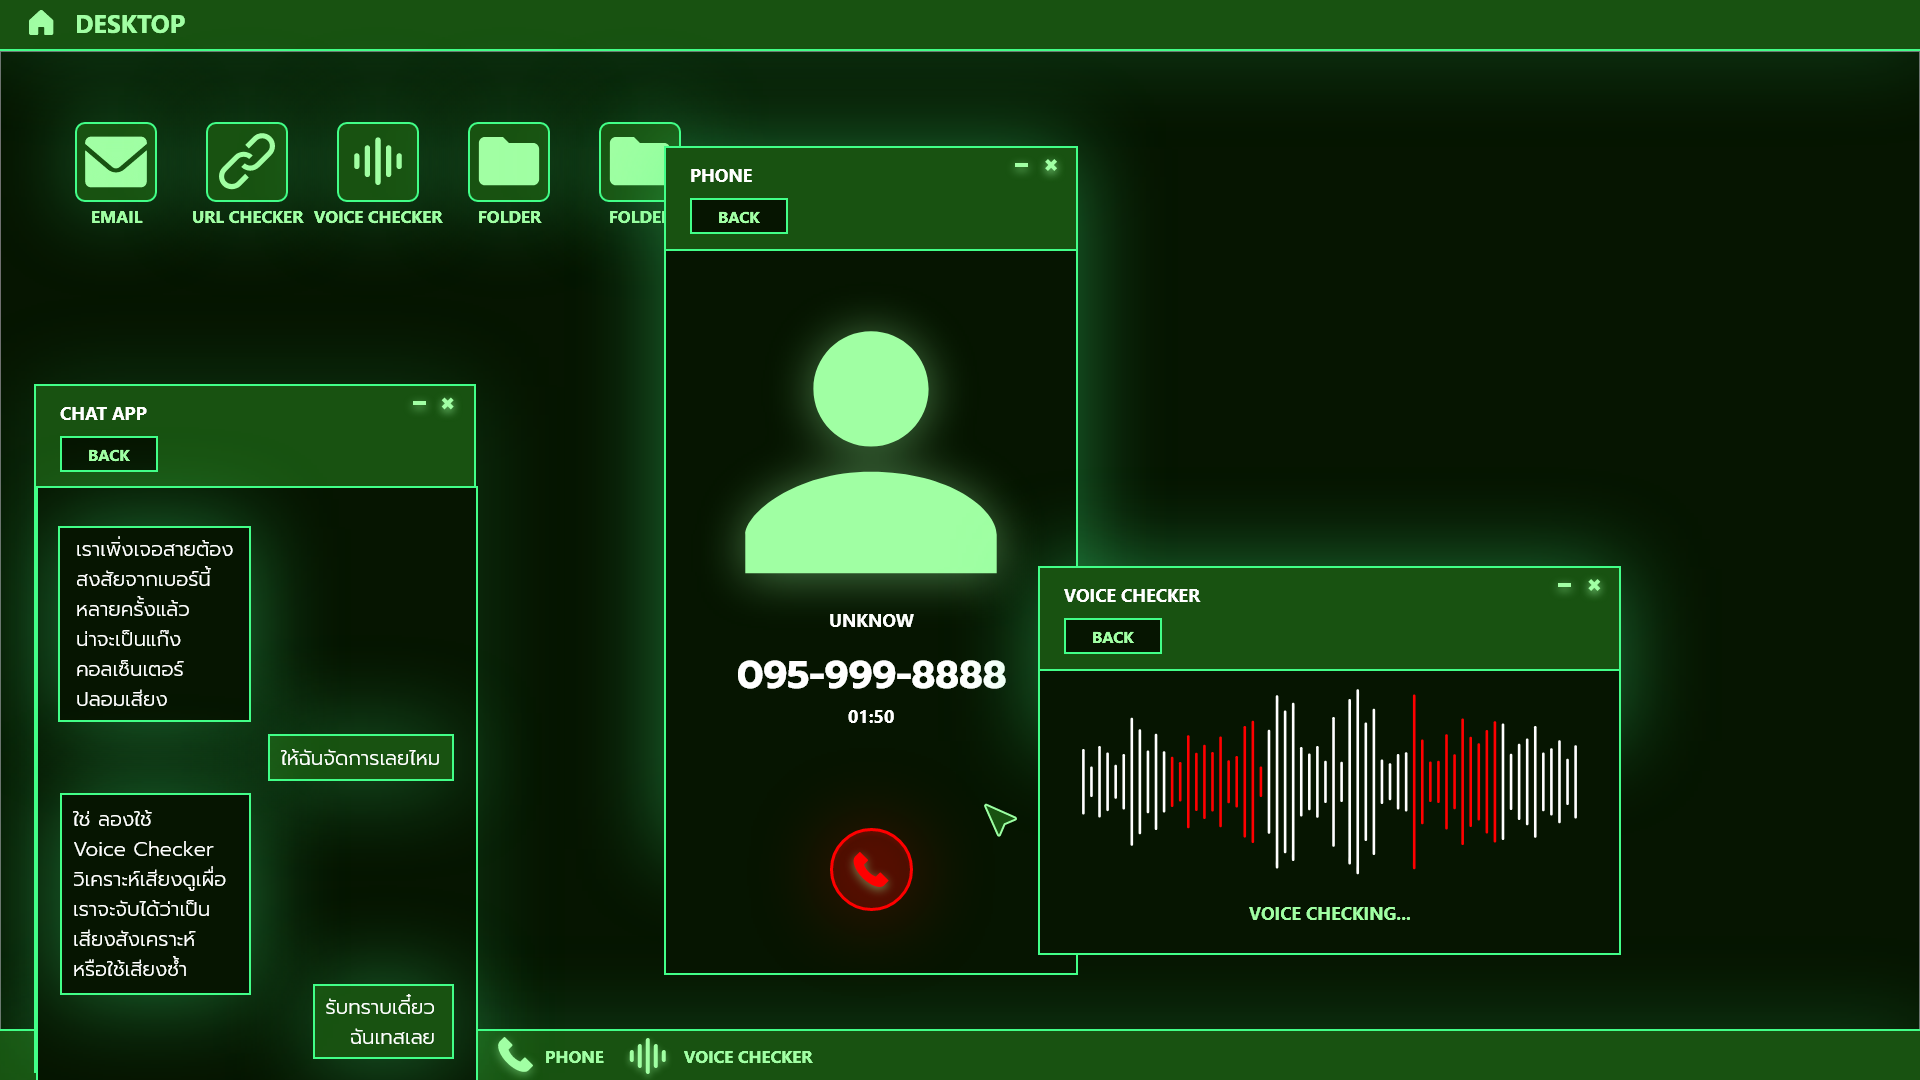 DESKTOP
EMAIL
URL CHECKER
VOICE CHECKER
FOLDER
FOLDE
PHONE
BACK
UNKNOW
095-999-8888
01:50
CHAT APP
BACK
เราเพิ่งเจอสายต้อง
สงสัยจากเบอร์นี้
หลายครั้งแล้ว
น่าจะเป็นแก๊ง
คอลเซ็นเตอร์
ปลอมเสียง
ให้ฉันจัดการเลยไหม
ใช่ ลองใช้
Voice Checker
วิเคราะห์เสียงดูเผื่อ
เราจะจับได้ว่าเป็น
เสียงสังเคราะห์
หรือใช้เสียงซ้ำ
รับทราบเดี๋ยว
ฉันเทสเลย
VOICE CHECKER
BACK
VOICE CHECKING...
PHONE
VOICE CHECKER